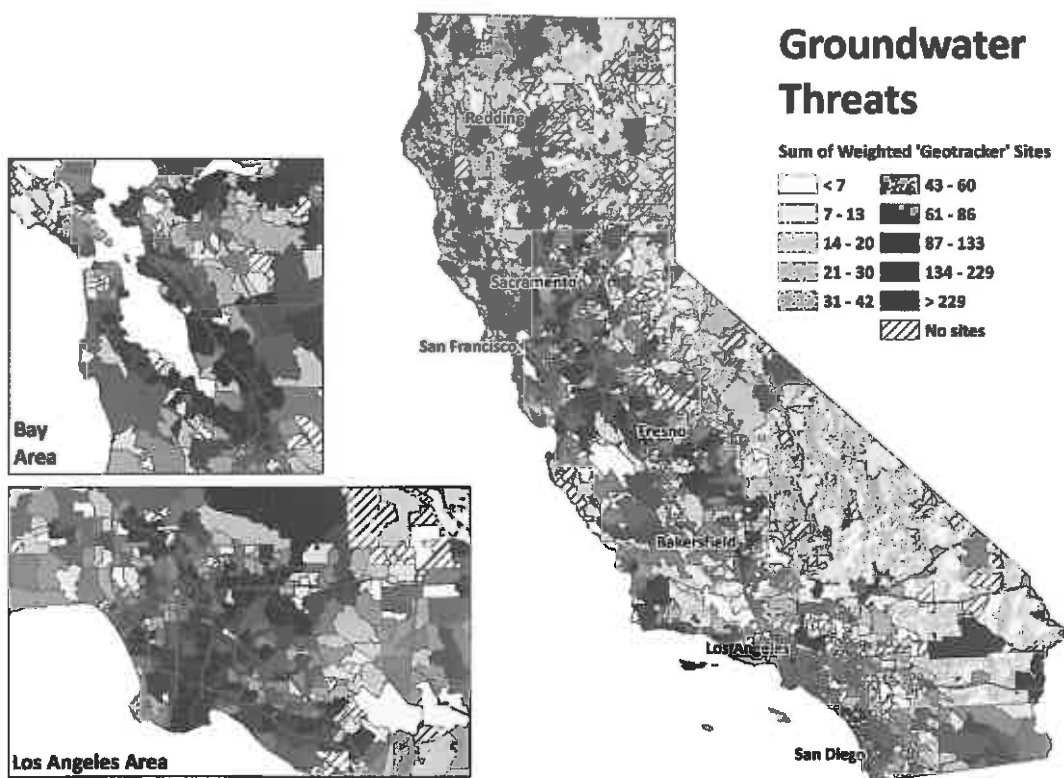 Groundwater
Threats
Sum of Weighted 'Geotracker' Sites
< 7
43 - 60
7 - 13
61 - 86
14 - 20
87 - 133
21 - 30
134 - 229
31 - 42
> 229
No sites
Redding
Sacramento
San Francisco
Fresno
Bakersfield
Los Angeles
San Diego
Bay
Area
Los Angeles Area